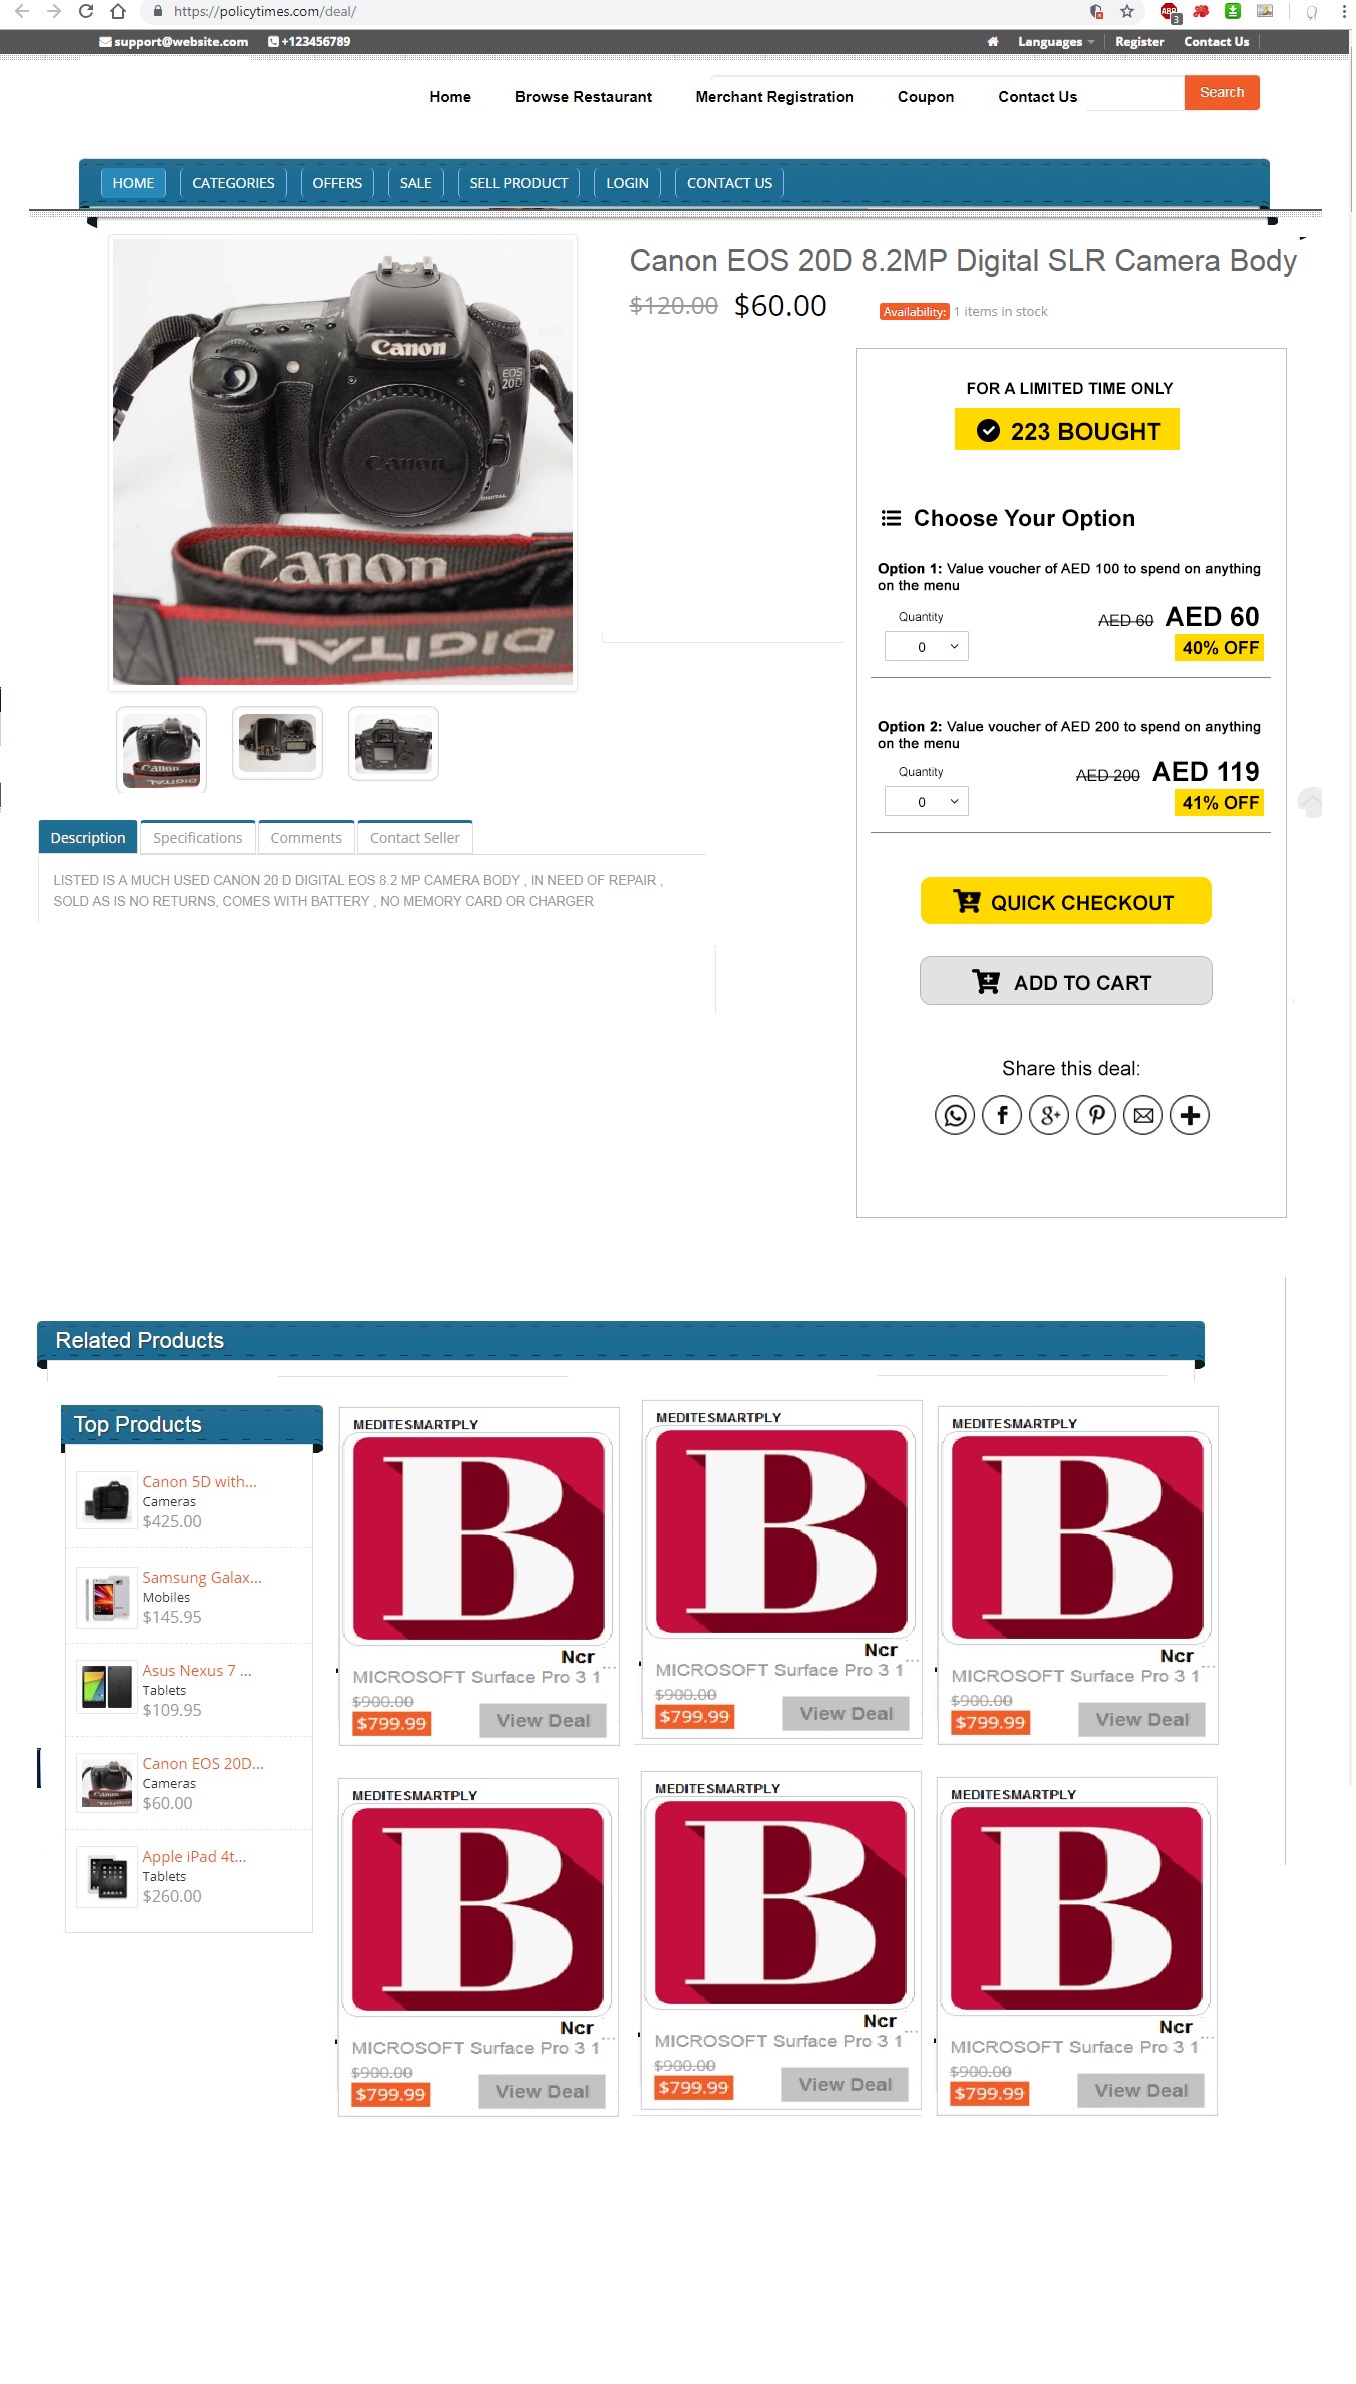 https://policytimes.com/deal/
support@website.com +123456789 Languages Register Contact Us
Home Browse Restaurant Merchant Registration Coupon Contact Us Search
HOME CATEGORIES OFFERS SALE SELL PRODUCT LOGIN CONTACT US
Canon EOS 20D 8.2MP Digital SLR Camera Body
$120.00 $60.00 Availability: 1 items in stock
Canon
EOS
20D
Canon
DIGITAL
Canon
DIGITAL
FOR A LIMITED TIME ONLY
223 BOUGHT
Choose Your Option
Option 1: Value voucher of AED 100 to spend on anything
on the menu
Quantity
AED 60 AED 60
0
40% OFF
Option 2: Value voucher of AED 200 to spend on anything
on the menu
Quantity
AED 200 AED 119
0
41% OFF
QUICK CHECKOUT
ADD TO CART
Share this deal:
Description Specifications Comments Contact Seller
LISTED IS A MUCH USED CANON 20 D DIGITAL EOS 8.2 MP CAMERA BODY , IN NEED OF REPAIR ,
SOLD AS IS NO RETURNS, COMES WITH BATTERY , NO MEMORY CARD OR CHARGER
Related Products
Top Products
Canon 5D with...
Cameras
$425.00
Samsung Galax...
Mobiles
$145.95
Asus Nexus 7 ...
Tablets
$109.95
Canon EOS 20D...
Cameras
$60.00
Apple iPad 4t...
Tablets
$260.00
MEDITESMARTPLY
B
Ncr
MICROSOFT Surface Pro 3 1...
$900.00
$799.99 View Deal
MEDITESMARTPLY
B
Ncr
MICROSOFT Surface Pro 3 1...
$900.00
$799.99 View Deal
MEDITESMARTPLY
B
Ncr
MICROSOFT Surface Pro 3 1...
$900.00
$799.99 View Deal
MEDITESMARTPLY
B
Ncr
MICROSOFT Surface Pro 3 1...
$900.00
$799.99 View Deal
MEDITESMARTPLY
B
Ncr
MICROSOFT Surface Pro 3 1...
$900.00
$799.99 View Deal
MEDITESMARTPLY
B
Ncr
MICROSOFT Surface Pro 3 1...
$900.00
$799.99 View Deal